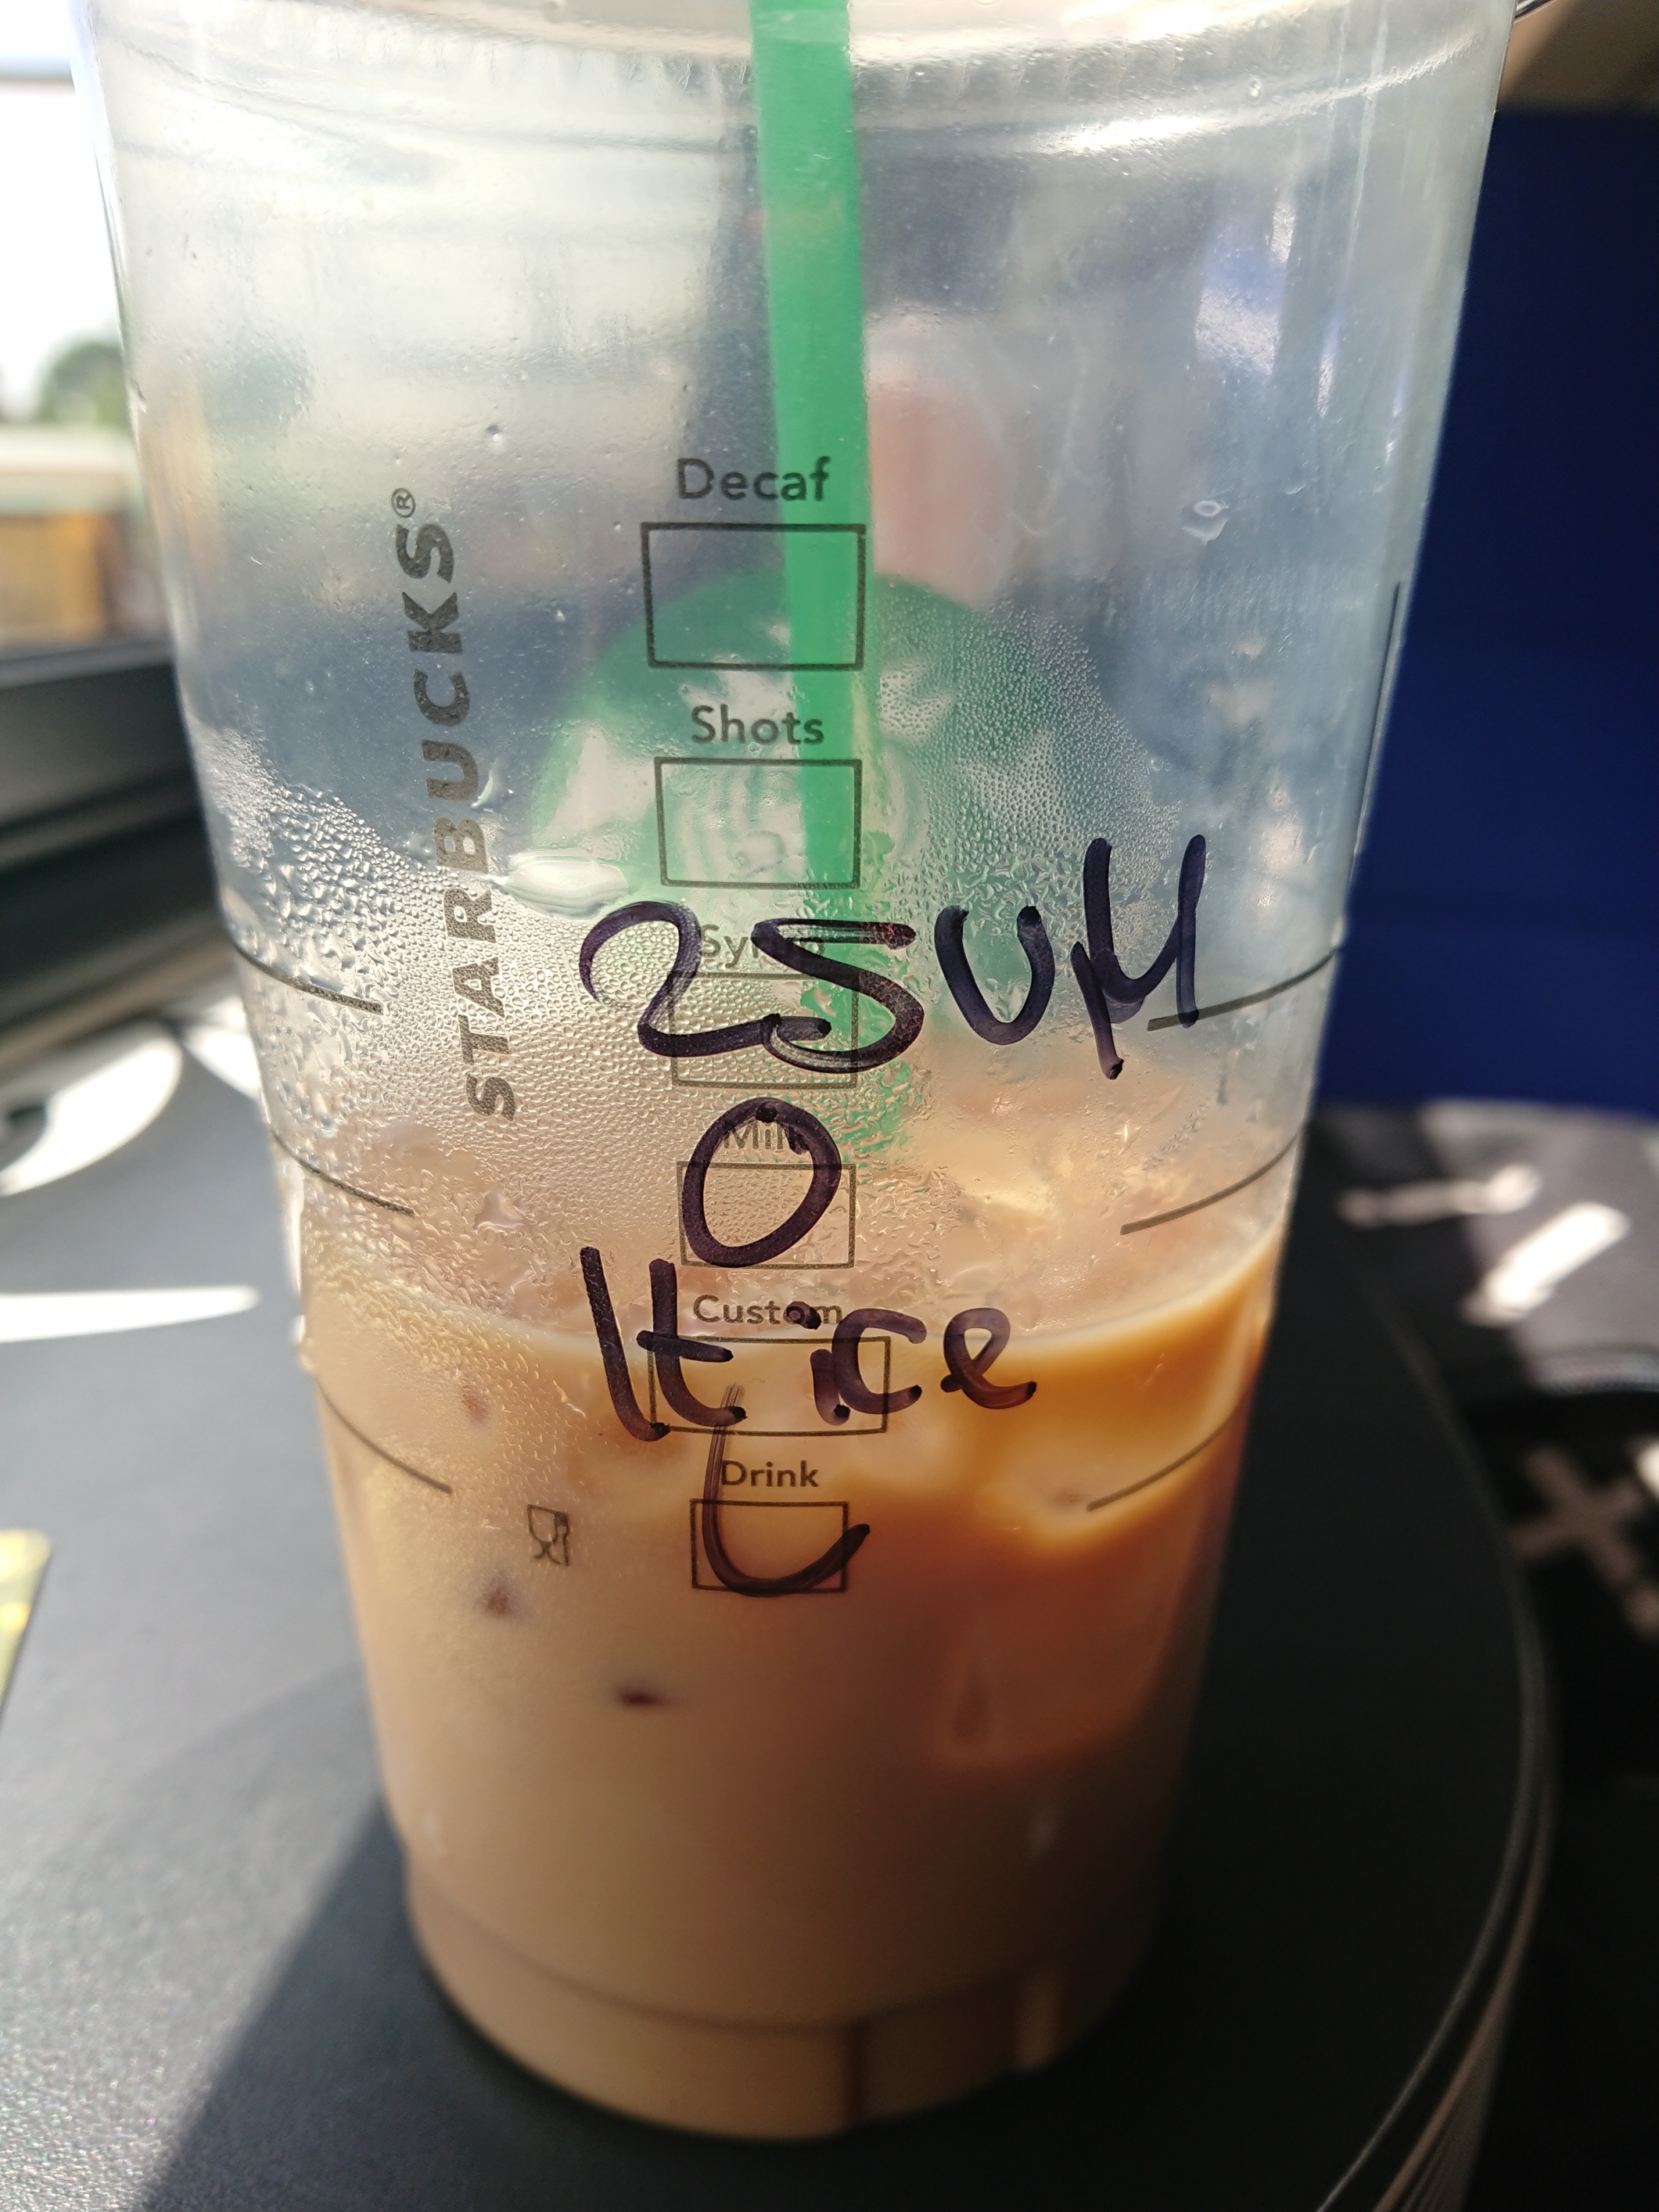 STARBUCKS®
Decaf
Shots
Syrup
2SUM
Milk
O
Custom
lt ice
Drink
L